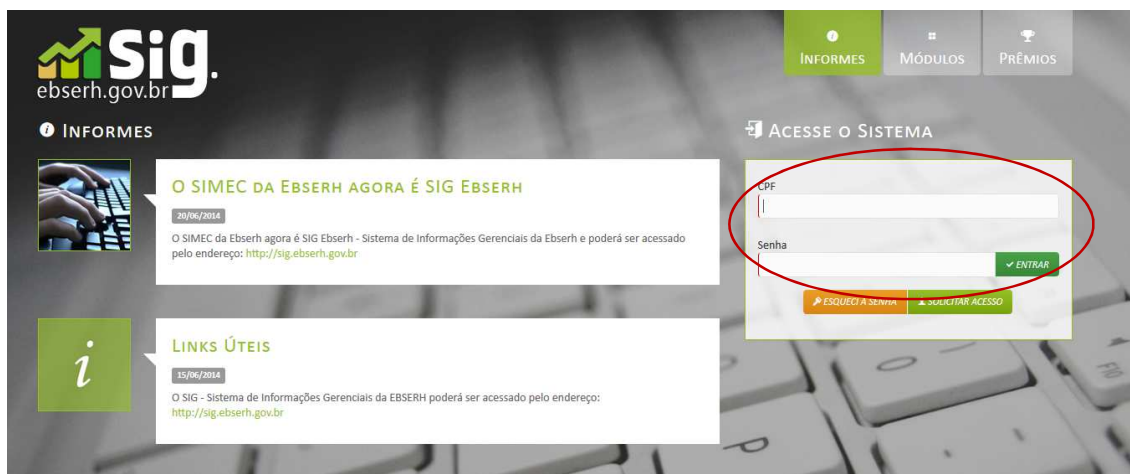 Sig.
ebserh.gov.br
INFORMES
MÓDULOS
PRÊMIOS
INFORMES
O SIMEC DA EBSERH AGORA É SIG EBSERH
20/06/2014
O SIMEC da Ebserh agora é SIG Ebserh - Sistema de Informações Gerenciais da Ebserh e poderá ser acessado
pelo endereço: http://sig.ebserh.gov.br
i
LINKS ÚTEIS
15/06/2014
O SIG - Sistema de Informações Gerenciais da EBSERH poderá ser acessado pelo endereço:
http://sig.ebserh.gov.br
ACESSE O SISTEMA
CPF
Senha
ENTRAR
ESQUECI A SENHA
SOLICITAR ACESSO